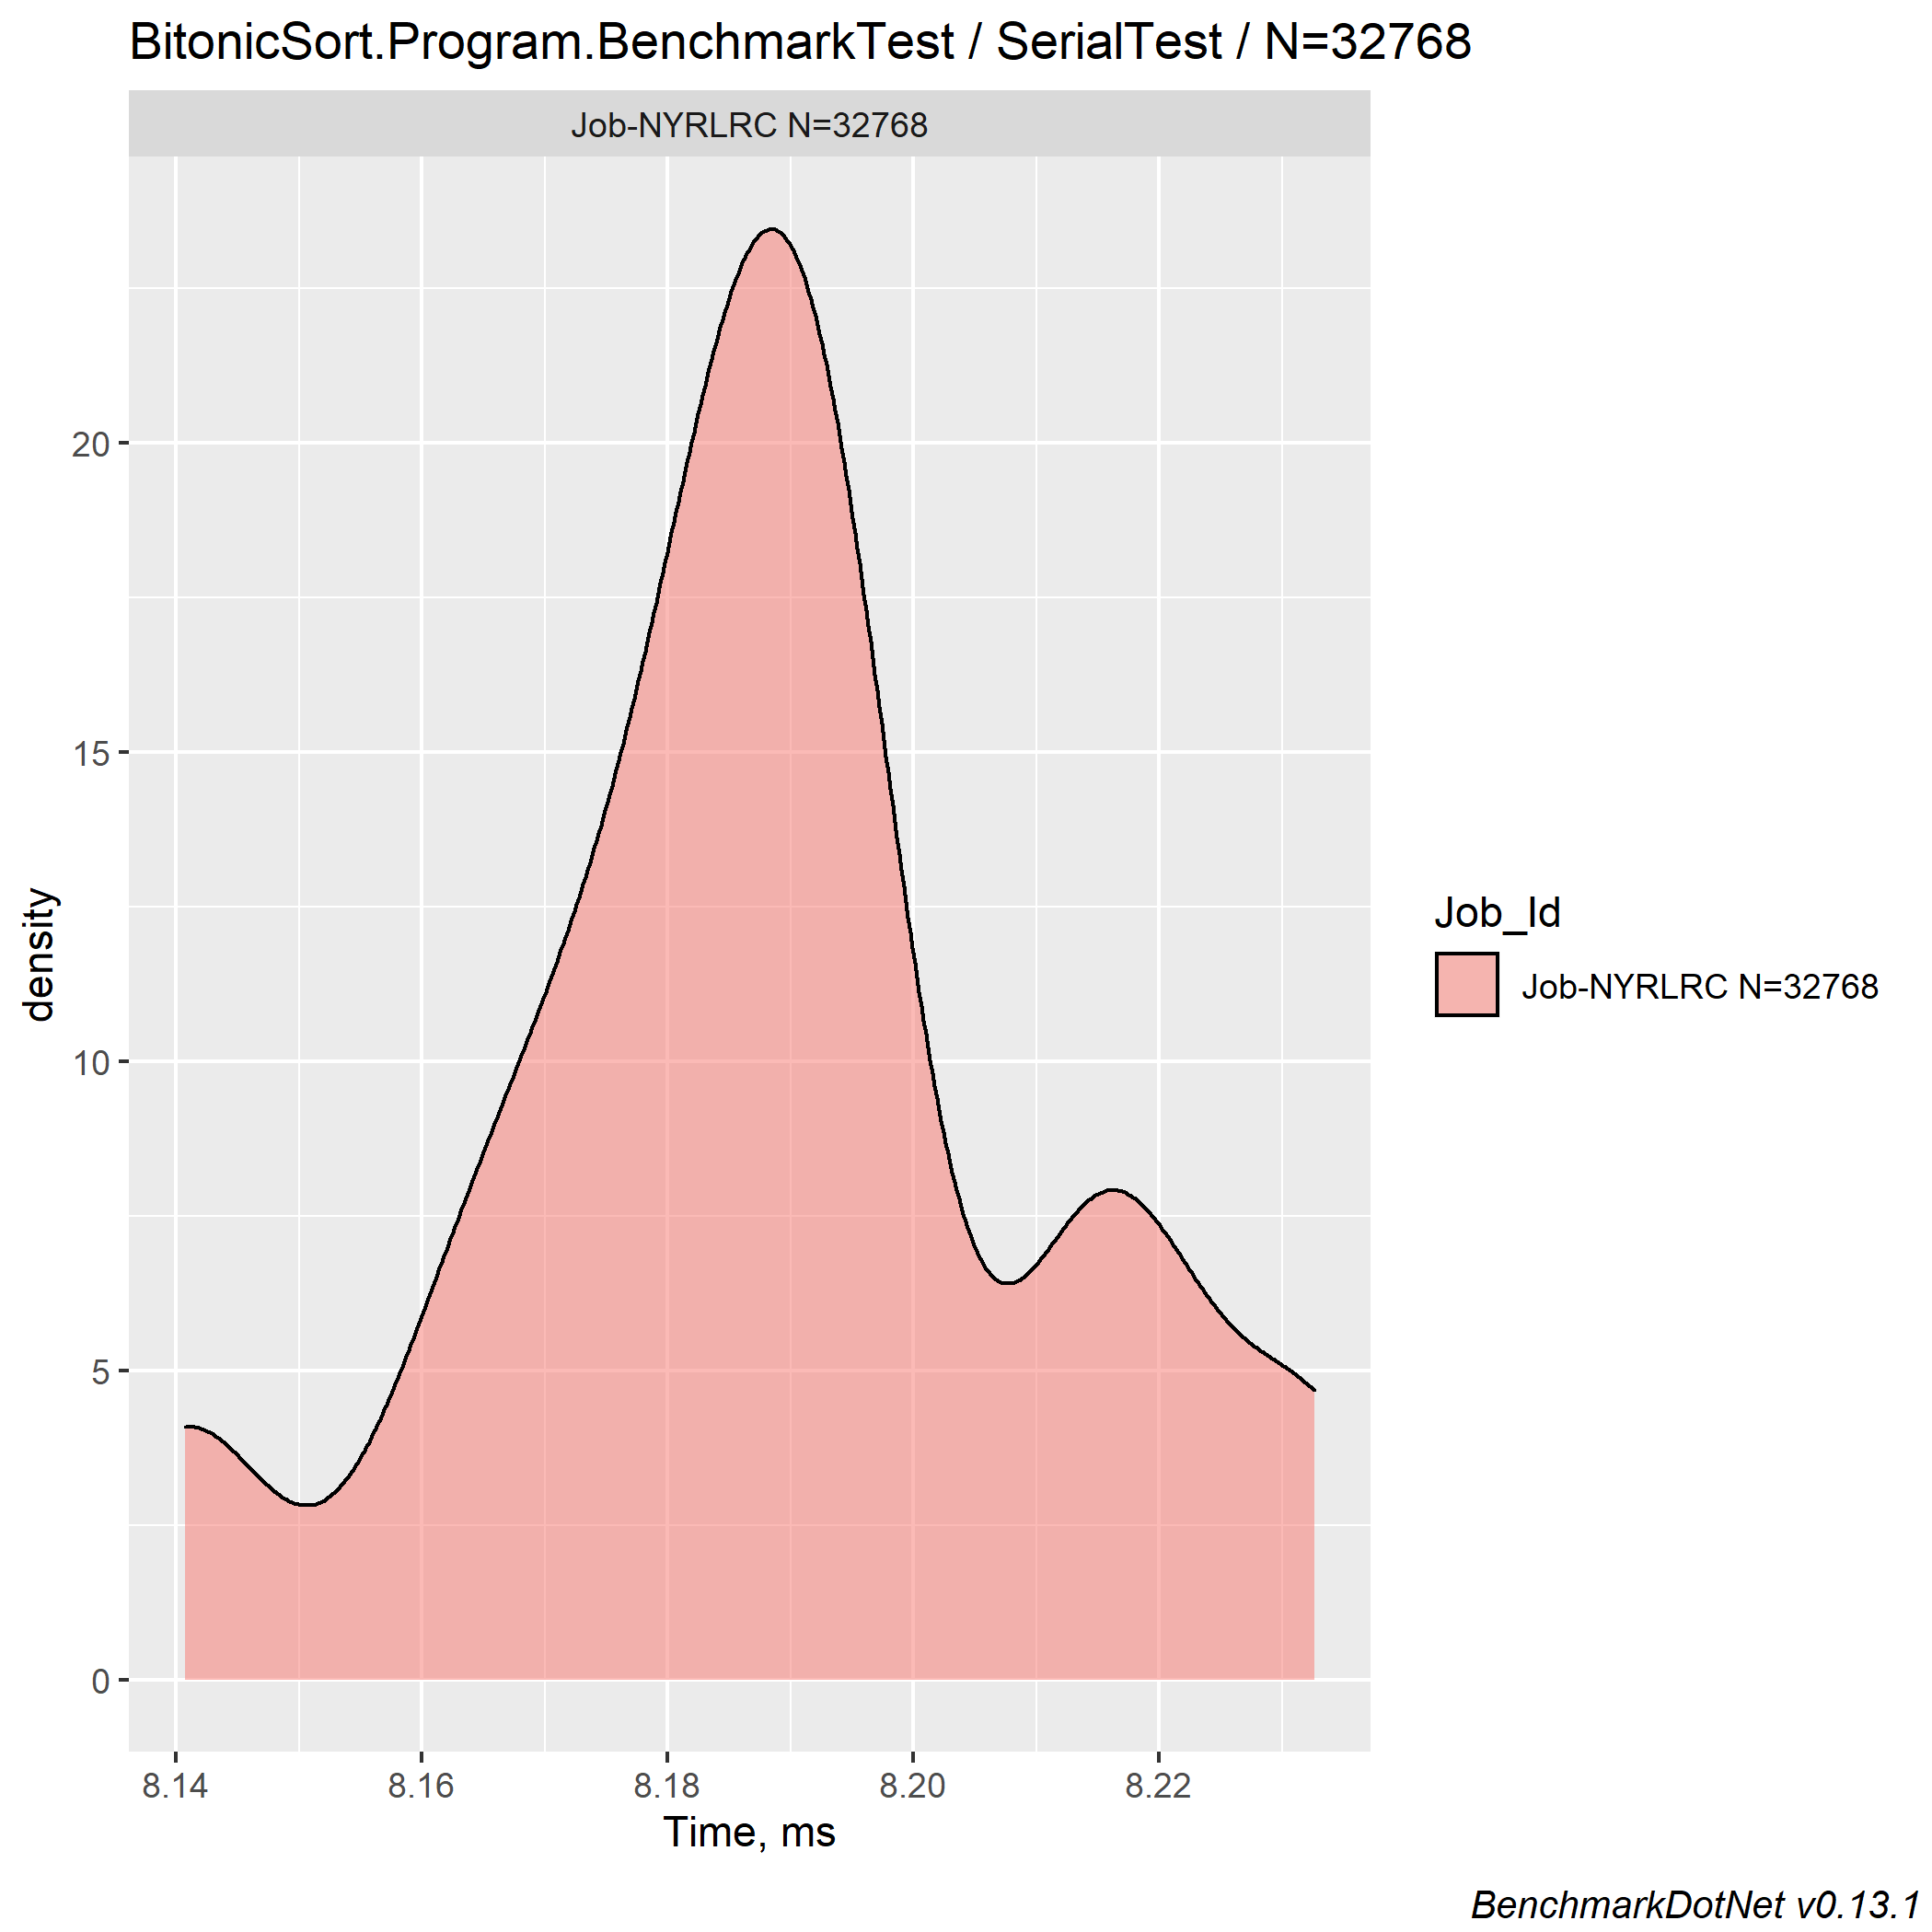 BitonicSort.Program.BenchmarkTest / SerialTest / N=32768
Job-NYRLRC N=32768
20
15
10
5
0
density
8.14 8.16 8.18 8.20 8.22
Time, ms
Job_Id
Job-NYRLRC N=32768
BenchmarkDotNet v0.13.1